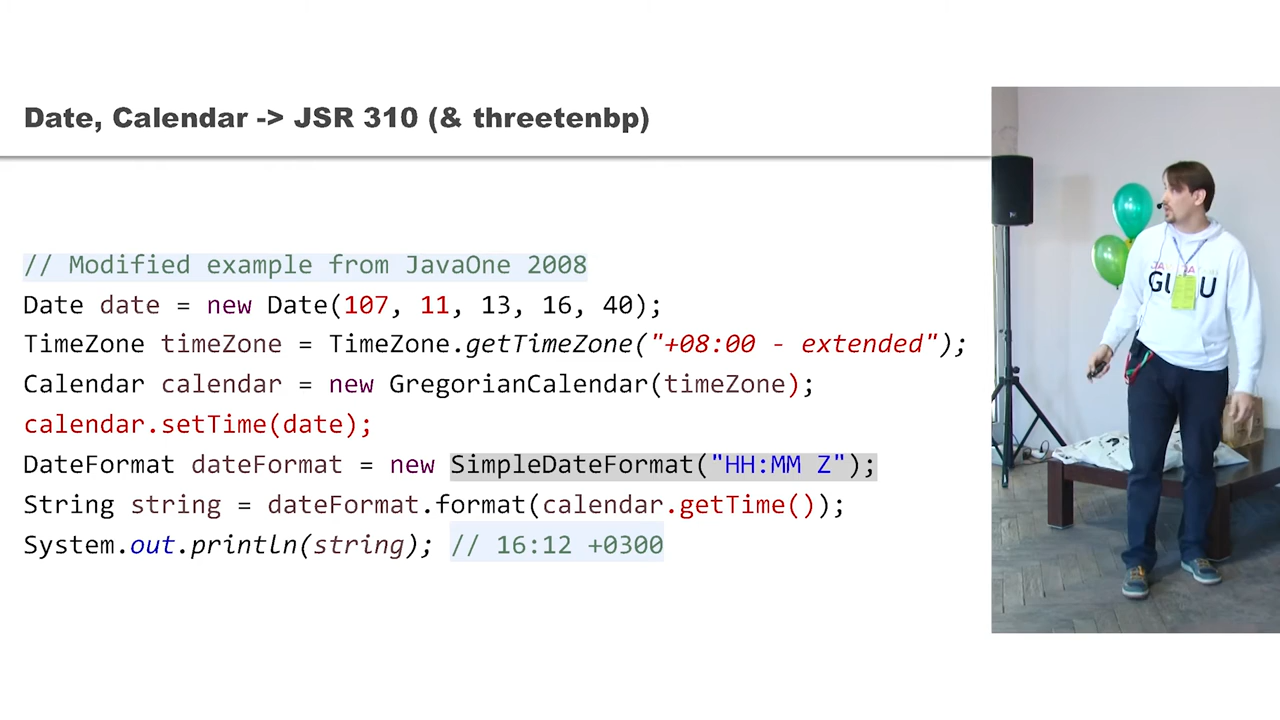 Date, Calendar -> JSR 310 (& threetenbp)
// Modified example from JavaOne 2008
Date date = new Date(107, 11, 13, 16, 40);
TimeZone timeZone = TimeZone.getTimeZone("+08:00 - extended");
Calendar calendar = new GregorianCalendar(timeZone);
calendar.setTime(date);
DateFormat dateFormat = new SimpleDateFormat("HH:MM Z");
String string = dateFormat.format(calendar.getTime());
System.out.println(string); // 16:12 +0300